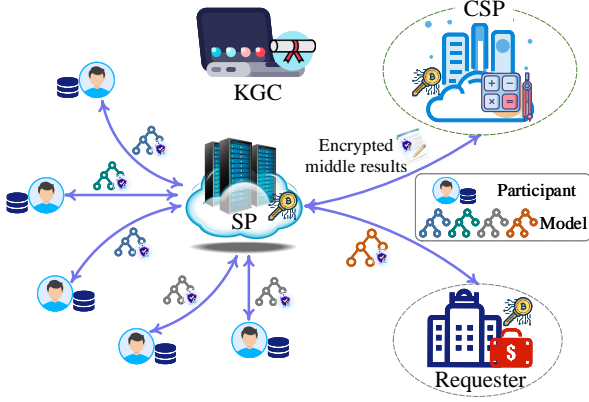 CSP
KGC
Encrypted
middle results
SP
Participant
Model
$
Requester